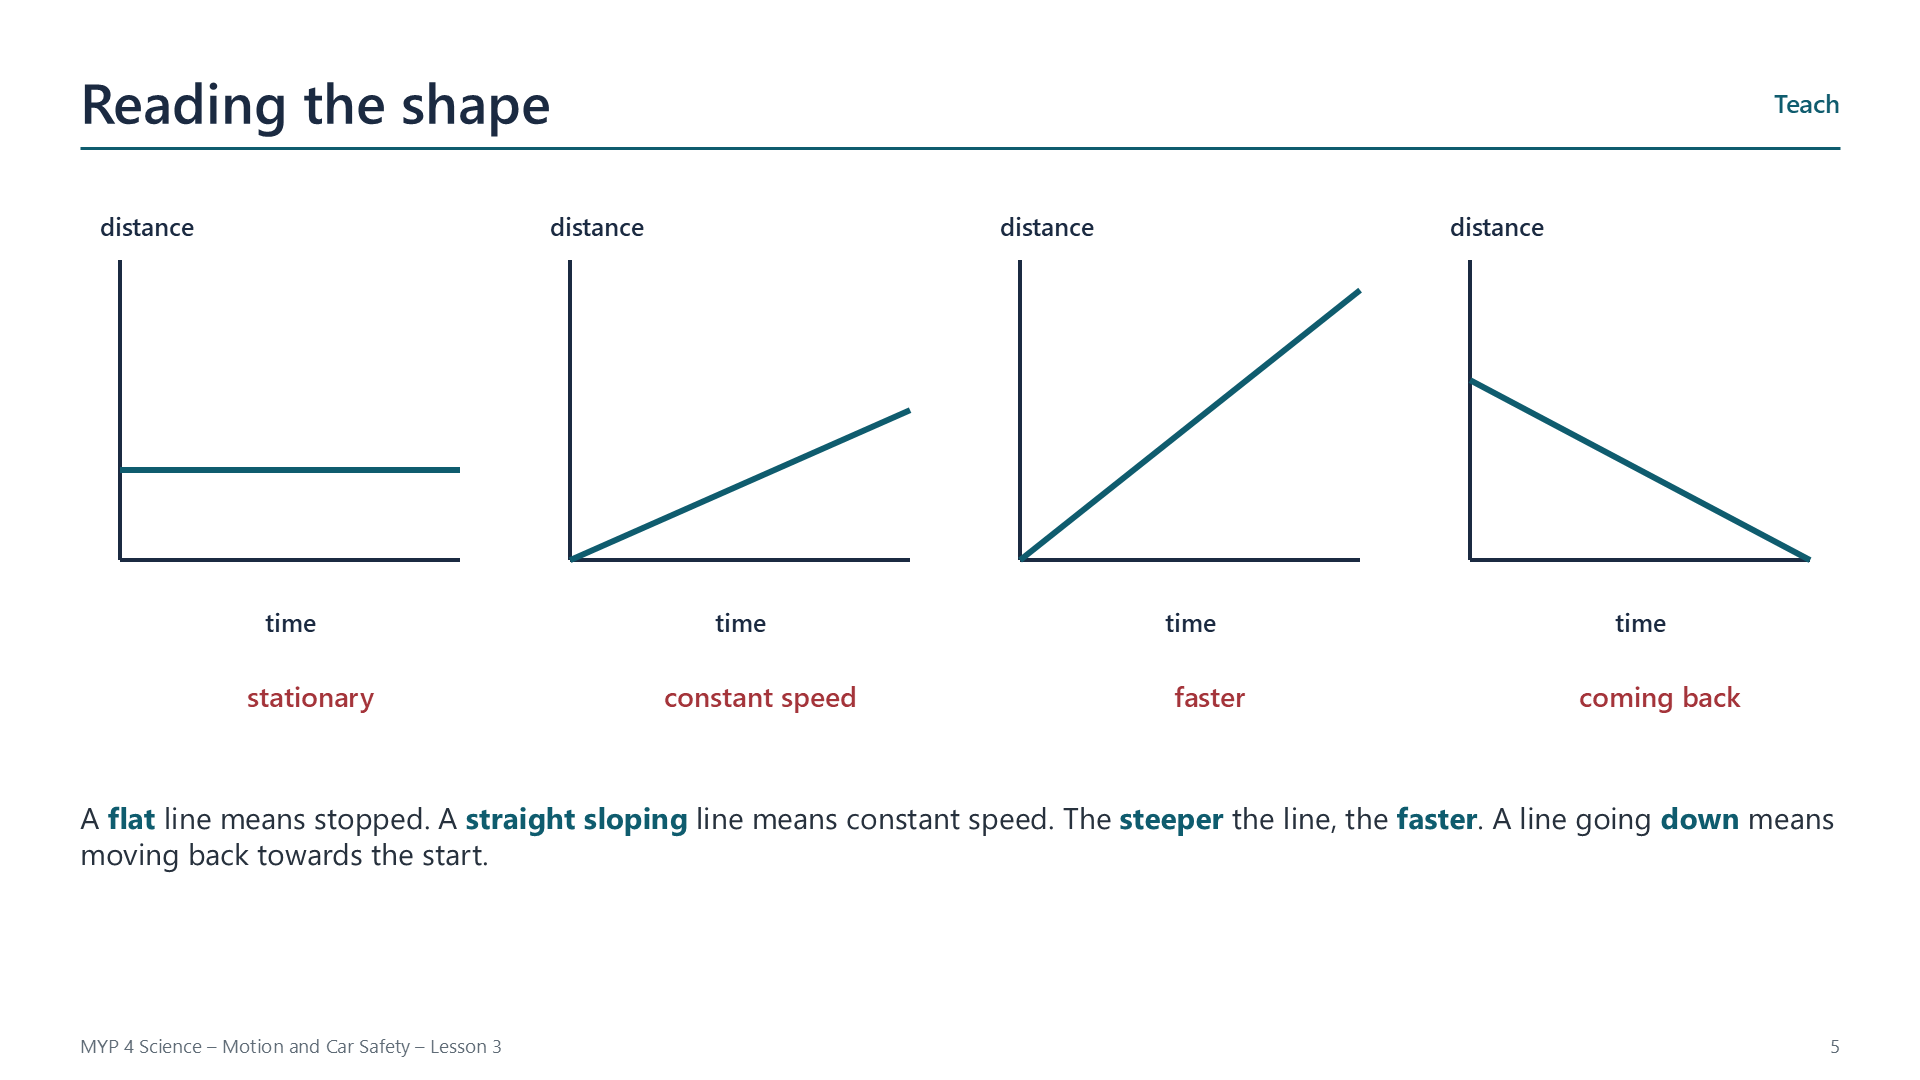 Reading the shape
Teach
distance
distance
distance
distance
time
time
time
time
stationary
constant speed
faster
coming back
A flat line means stopped. A straight sloping line means constant speed. The steeper the line, the faster. A line going down means
moving back towards the start.
MYP 4 Science – Motion and Car Safety – Lesson 3
5